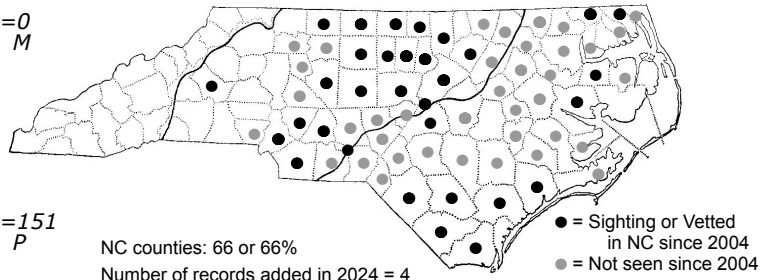 =0
M
=151
P
NC counties: 66 or 66%
Number of records added in 2024 = 4
= Sighting or Vetted
in NC since 2004
= Not seen since 2004